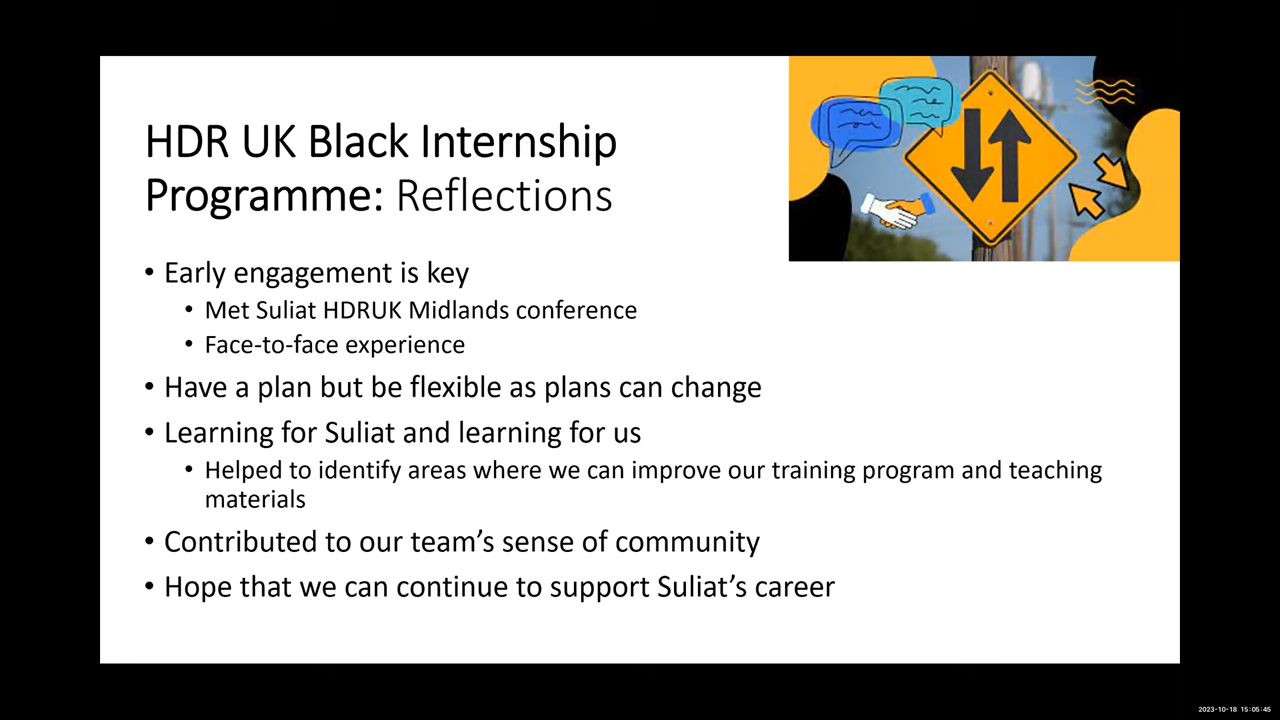 HDR UK Black Internship
Programme: Reflections
• Early engagement is key
• Met Suliat HDRUK Midlands conference
• Face-to-face experience
• Have a plan but be flexible as plans can change
• Learning for Suliat and learning for us
• Helped to identify areas where we can improve our training program and teaching
materials
• Contributed to our team’s sense of community
• Hope that we can continue to support Suliat’s career
2023-10-18 15:05:45